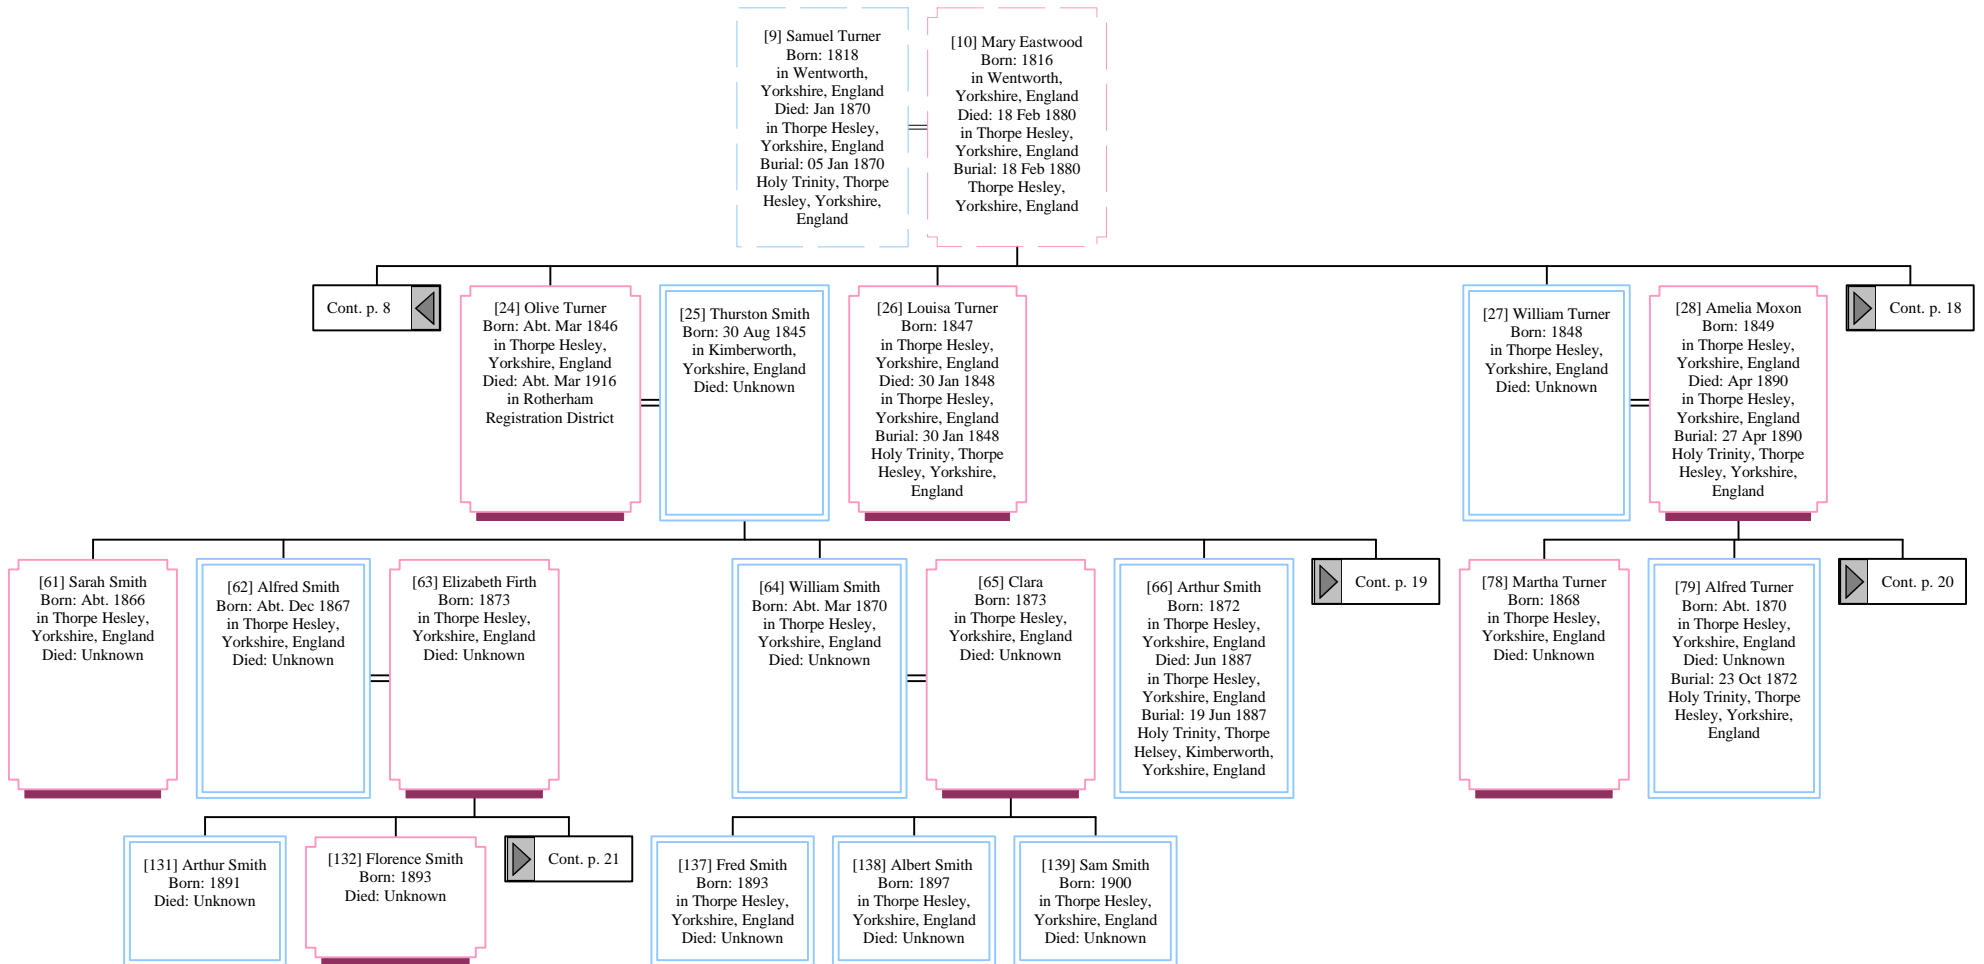 [9] Samuel Turner
Born: 1818
in Wentworth,
Yorkshire, England
Died: Jan 1870
in Thorpe Hesley,
Yorkshire, England
Burial: 05 Jan 1870
Holy Trinity, Thorpe
Hesley, Yorkshire,
England
[10] Mary Eastwood
Born: 1816
in Wentworth,
Yorkshire, England
Died: 18 Feb 1880
in Thorpe Hesley,
Yorkshire, England
Burial: 18 Feb 1880
Thorpe Hesley,
Yorkshire, England
Cont. p. 8
[24] Olive Turner
Born: Abt. Mar 1846
in Thorpe Hesley,
Yorkshire, England
Died: Abt. Mar 1916
in Rotherham
Registration District
[25] Thurston Smith
Born: 30 Aug 1845
in Kimberworth,
Yorkshire, England
Died: Unknown
[26] Louisa Turner
Born: 1847
in Thorpe Hesley,
Yorkshire, England
Died: 30 Jan 1848
in Thorpe Hesley,
Yorkshire, England
Burial: 30 Jan 1848
Holy Trinity, Thorpe
Hesley, Yorkshire,
England
[27] William Turner
Born: 1848
in Thorpe Hesley,
Yorkshire, England
Died: Unknown
[28] Amelia Moxon
Born: 1849
in Thorpe Hesley,
Yorkshire, England
Died: Apr 1890
in Thorpe Hesley,
Yorkshire, England
Burial: 27 Apr 1890
Holy Trinity, Thorpe
Hesley, Yorkshire,
England
Cont. p. 18
[61] Sarah Smith
Born: Abt. 1866
in Thorpe Hesley,
Yorkshire, England
Died: Unknown
[62] Alfred Smith
Born: Abt. Dec 1867
in Thorpe Hesley,
Yorkshire, England
Died: Unknown
[63] Elizabeth Firth
Born: 1873
in Thorpe Hesley,
Yorkshire, England
Died: Unknown
[64] William Smith
Born: Abt. Mar 1870
in Thorpe Hesley,
Yorkshire, England
Died: Unknown
[65] Clara
Born: 1873
in Thorpe Hesley,
Yorkshire, England
Died: Unknown
[66] Arthur Smith
Born: 1872
in Thorpe Hesley,
Yorkshire, England
Died: Jun 1887
in Thorpe Hesley,
Yorkshire, England
Burial: 19 Jun 1887
Holy Trinity, Thorpe
Helsey, Kimberworth,
Yorkshire, England
Cont. p. 19
[78] Martha Turner
Born: 1868
in Thorpe Hesley,
Yorkshire, England
Died: Unknown
[79] Alfred Turner
Born: Abt. 1870
in Thorpe Hesley,
Yorkshire, England
Died: Unknown
Burial: 23 Oct 1872
Holy Trinity, Thorpe
Hesley, Yorkshire,
England
Cont. p. 20
[131] Arthur Smith
Born: 1891
Died: Unknown
[132] Florence Smith
Born: 1893
Died: Unknown
Cont. p. 21
[137] Fred Smith
Born: 1893
in Thorpe Hesley,
Yorkshire, England
Died: Unknown
[138] Albert Smith
Born: 1897
in Thorpe Hesley,
Yorkshire, England
Died: Unknown
[139] Sam Smith
Born: 1900
in Thorpe Hesley,
Yorkshire, England
Died: Unknown